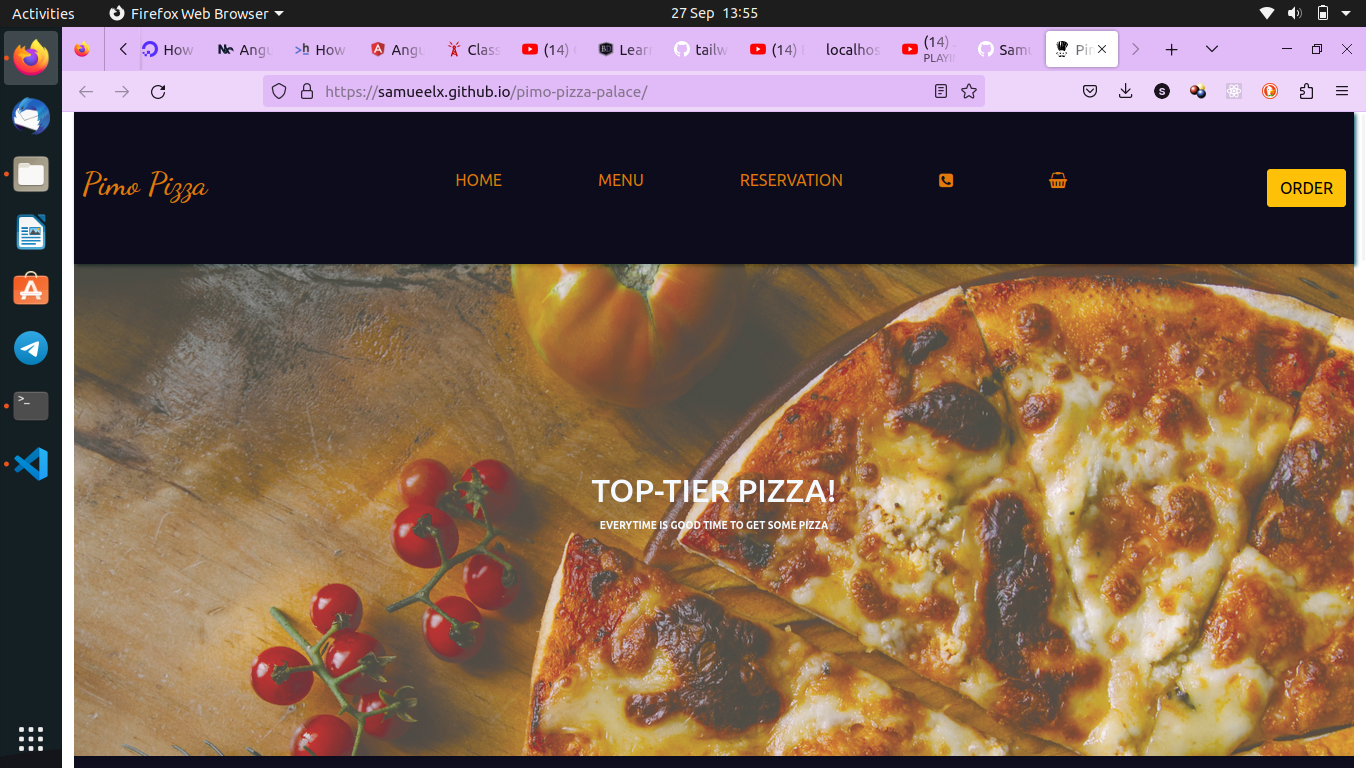 Activities
Firefox Web Browser
27 Sep 13:55
How
Angu
How
Angu
Class
(14)
Learn
tailw
(14)
localhos
(14)
PLAYIN
Samu
Pi
https://samueelx.github.io/pimo-pizza-palace/
Pimo Pizza
HOME
MENU
RESERVATION
ORDER
TOP-TIER PIZZA!
EVERYTIME IS GOOD TIME TO GET SOME PIZZA